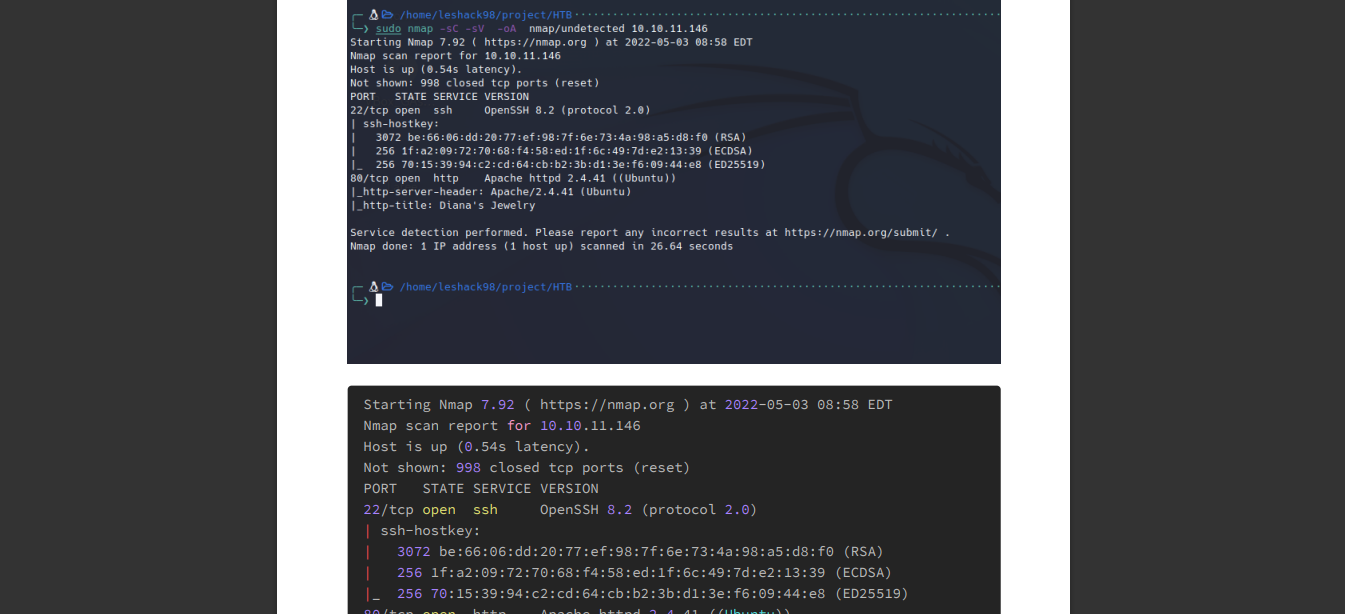 /home/leshack98/project/HTB
sudo nmap -sC -sV -oA nmap/undetected 10.10.11.146
Starting Nmap 7.92 ( https://nmap.org ) at 2022-05-03 08:58 EDT
Nmap scan report for 10.10.11.146
Host is up (0.54s latency).
Not shown: 998 closed tcp ports (reset)
PORT   STATE SERVICE VERSION
22/tcp open  ssh     OpenSSH 8.2 (protocol 2.0)
| ssh-hostkey:
|   3072 be:66:06:dd:20:77:ef:98:7f:6e:73:4a:98:a5:d8:f0 (RSA)
|   256 1f:a2:09:72:70:68:f4:58:ed:1f:6c:49:7d:e2:13:39 (ECDSA)
|_  256 70:15:39:94:c2:cd:64:cb:b2:3b:d1:3e:f6:09:44:e8 (ED25519)
80/tcp open  http    Apache httpd 2.4.41 ((Ubuntu))
|_http-server-header: Apache/2.4.41 (Ubuntu)
|_http-title: Diana's Jewelry
Service detection performed. Please report any incorrect results at https://nmap.org/submit/ .
Nmap done: 1 IP address (1 host up) scanned in 26.64 seconds
/home/leshack98/project/HTB
Starting Nmap 7.92 ( https://nmap.org ) at 2022-05-03 08:58 EDT
Nmap scan report for 10.10.11.146
Host is up (0.54s latency).
Not shown: 998 closed tcp ports (reset)
PORT   STATE SERVICE VERSION
22/tcp open  ssh     OpenSSH 8.2 (protocol 2.0)
| ssh-hostkey:
|   3072 be:66:06:dd:20:77:ef:98:7f:6e:73:4a:98:a5:d8:f0 (RSA)
|   256 1f:a2:09:72:70:68:f4:58:ed:1f:6c:49:7d:e2:13:39 (ECDSA)
|_  256 70:15:39:94:c2:cd:64:cb:b2:3b:d1:3e:f6:09:44:e8 (ED25519)
80/tcp open  http    Apache httpd 2.4.41 ((Ubuntu))